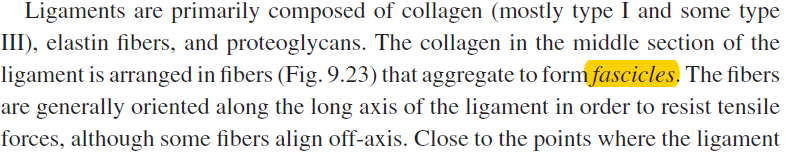 Ligaments are primarily composed of collagen (mostly type I and some type
III), elastin fibers, and proteoglycans. The collagen in the middle section of the
ligament is arranged in fibers (Fig. 9.23) that aggregate to form fascicles. The fibers
are generally oriented along the long axis of the ligament in order to resist tensile
forces, although some fibers align off-axis. Close to the points where the ligament